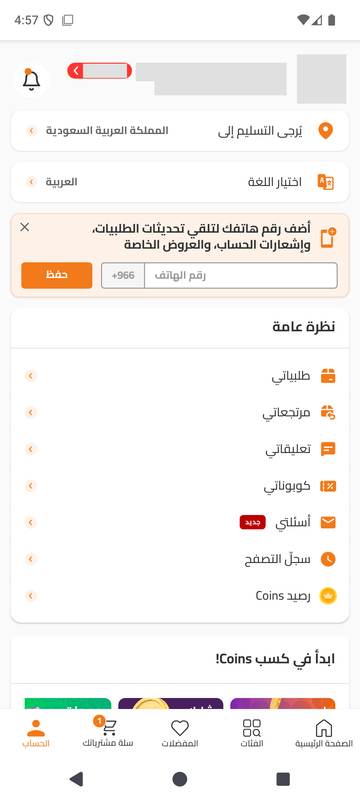 4:57
يُرجى التسليم إلى
المملكة العربية السعودية
اختيار اللغة
العربية
أضف رقم هاتفك لتلقي تحديثات الطلبيات،
وإشعارات الحساب، والعروض الخاصة
رقم الهاتف
+966
حفظ
نظرة عامة
طلبياتي
مرتجعاتي
تعليقاتي
كوبوناتي
أسئلتي
جديد
سجلّ التصفح
رصيد Coins
ابدأ في كسب Coins!
الصفحة الرئيسية
الفئات
المفضلات
1
سلة مشترياتك
الحساب